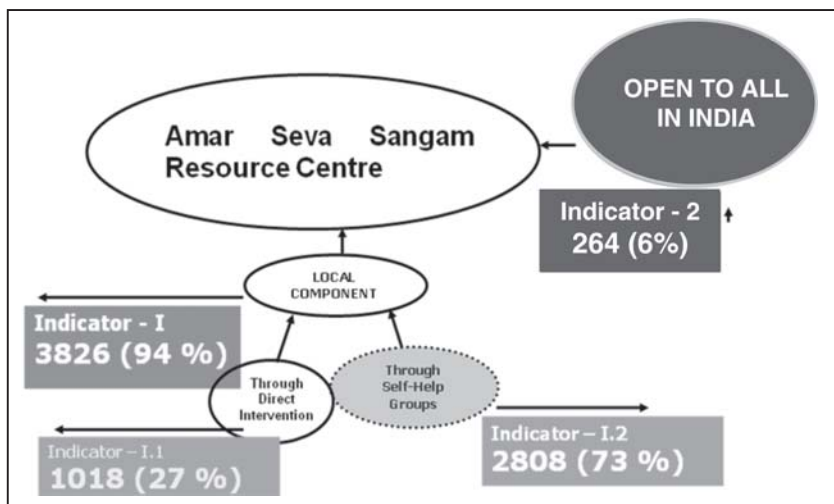 OPEN TO ALL
IN INDIA
Amar Seva Sangam
Resource Centre
Indicator - 2
264 (6%)
LOCAL
COMPONENT
Indicator - I
3826 (94 %)
Through
Direct
Intervention
Through
Self-Help
Groups
Indicator – I.1
1018 (27 %)
Indicator – I.2
2808 (73 %)